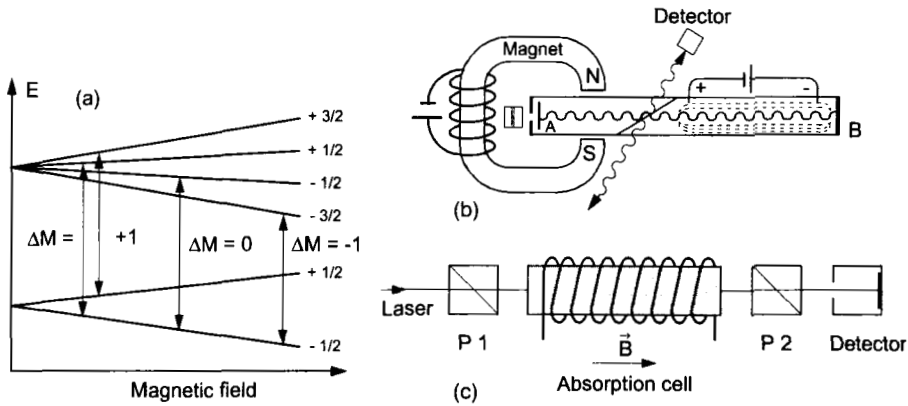 E
(a)
+ 3/2
+ 1/2
- 1/2
- 3/2
ΔM =
+1
ΔM = 0
ΔM = -1
+ 1/2
- 1/2
Magnetic field
Detector
Magnet
N
+
-
A
B
S
(b)
Laser
P 1
B⃗
P 2
Detector
(c)
Absorption cell